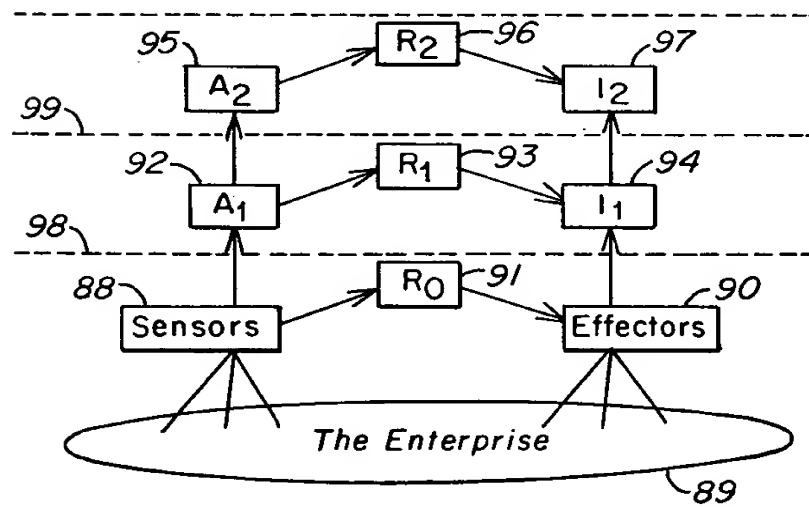 95 R2 96 97
A2 I2
99
92 R1 93 94
A1 I1
98
88 R0 91 90
Sensors Effectors
The Enterprise
89